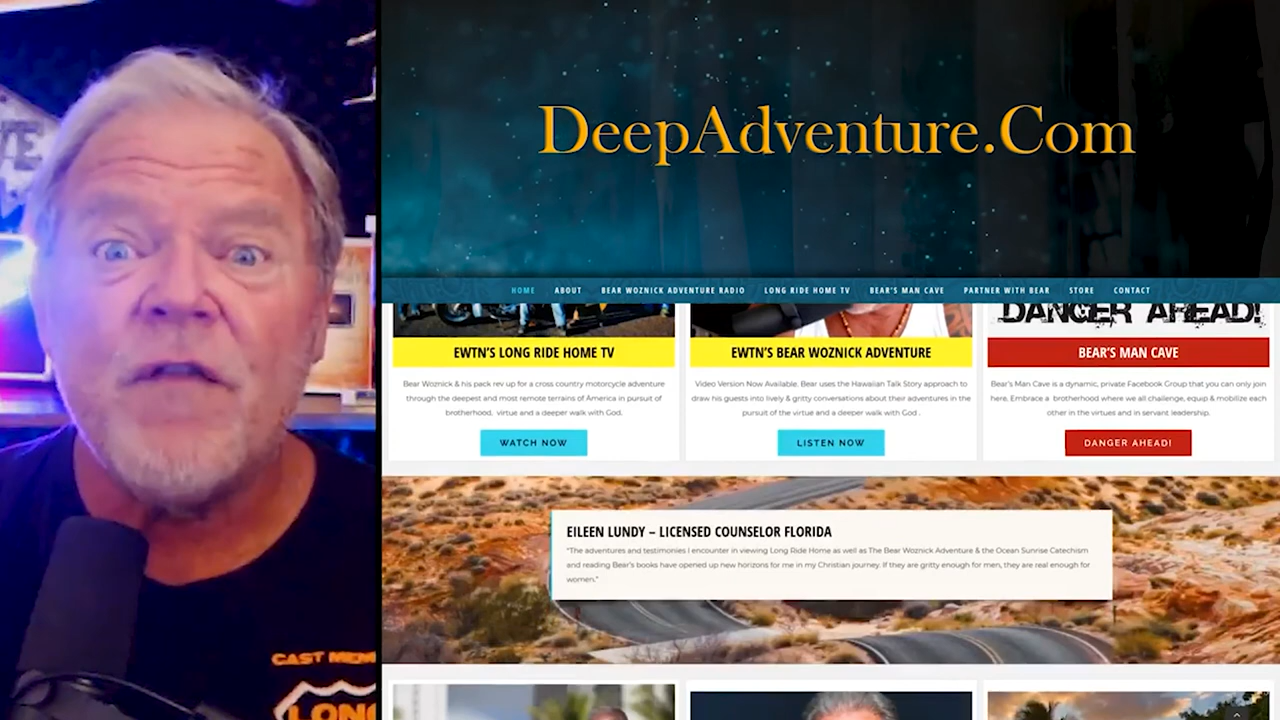 DeepAdventure.Com
HOME ABOUT BEAR WOZNICK ADVENTURE RADIO LONG RIDE HOME TV BEAR'S MAN CAVE PARTNER WITH BEAR STORE CONTACT
DANGER AHEAD!
EWTN'S LONG RIDE HOME TV
Bear Woznick & his pack rev up for a cross country motorcycle adventure
through the deepest and most remote terrains of America in pursuit of
brotherhood, virtue and a deeper walk with God.
WATCH NOW
EWTN'S BEAR WOZNICK ADVENTURE
Video Version Now Available. Bear uses the Hawaiian Talk Story approach to
draw his guests into lively & gritty conversations about their adventures in the
pursuit of the virtue and a deeper walk with God .
LISTEN NOW
BEAR'S MAN CAVE
Bear's Man Cave is a dynamic, private Facebook Group that you can only join
here. Embrace a brotherhood where we all challenge, equip & mobilize each
other in the virtues and in servant leadership.
DANGER AHEAD!
EILEEN LUNDY – LICENSED COUNSELOR FLORIDA
"The adventures and testimonies I encounter in viewing Long Ride Home as well as The Bear Woznick Adventure & the Ocean Sunrise Catechism
and reading Bear's books have opened up new horizons for me in my Christian journey. If they are gritty enough for men, they are real enough for
women."
CAST MEM
LONG